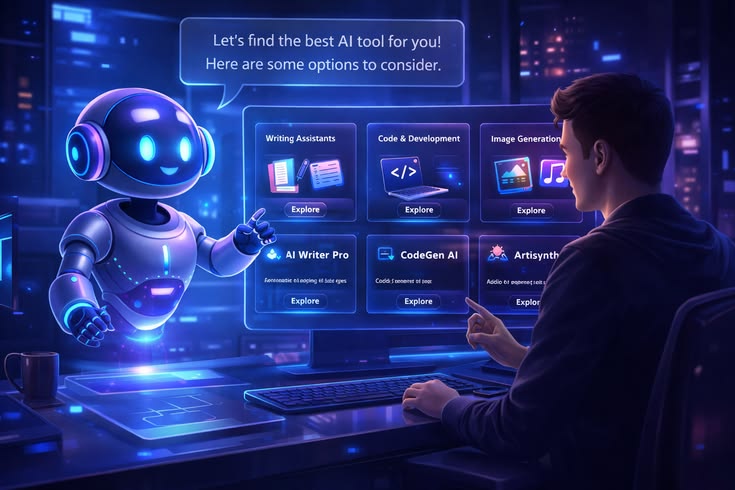 Let's find the best AI tool for you!
Here are some options to consider.
Writing Assistants
Code & Development
Image Generation
</>
Explore
Explore
Explore
AI Writer Pro
CodeGen AI
Artisynth
Explore
Explore